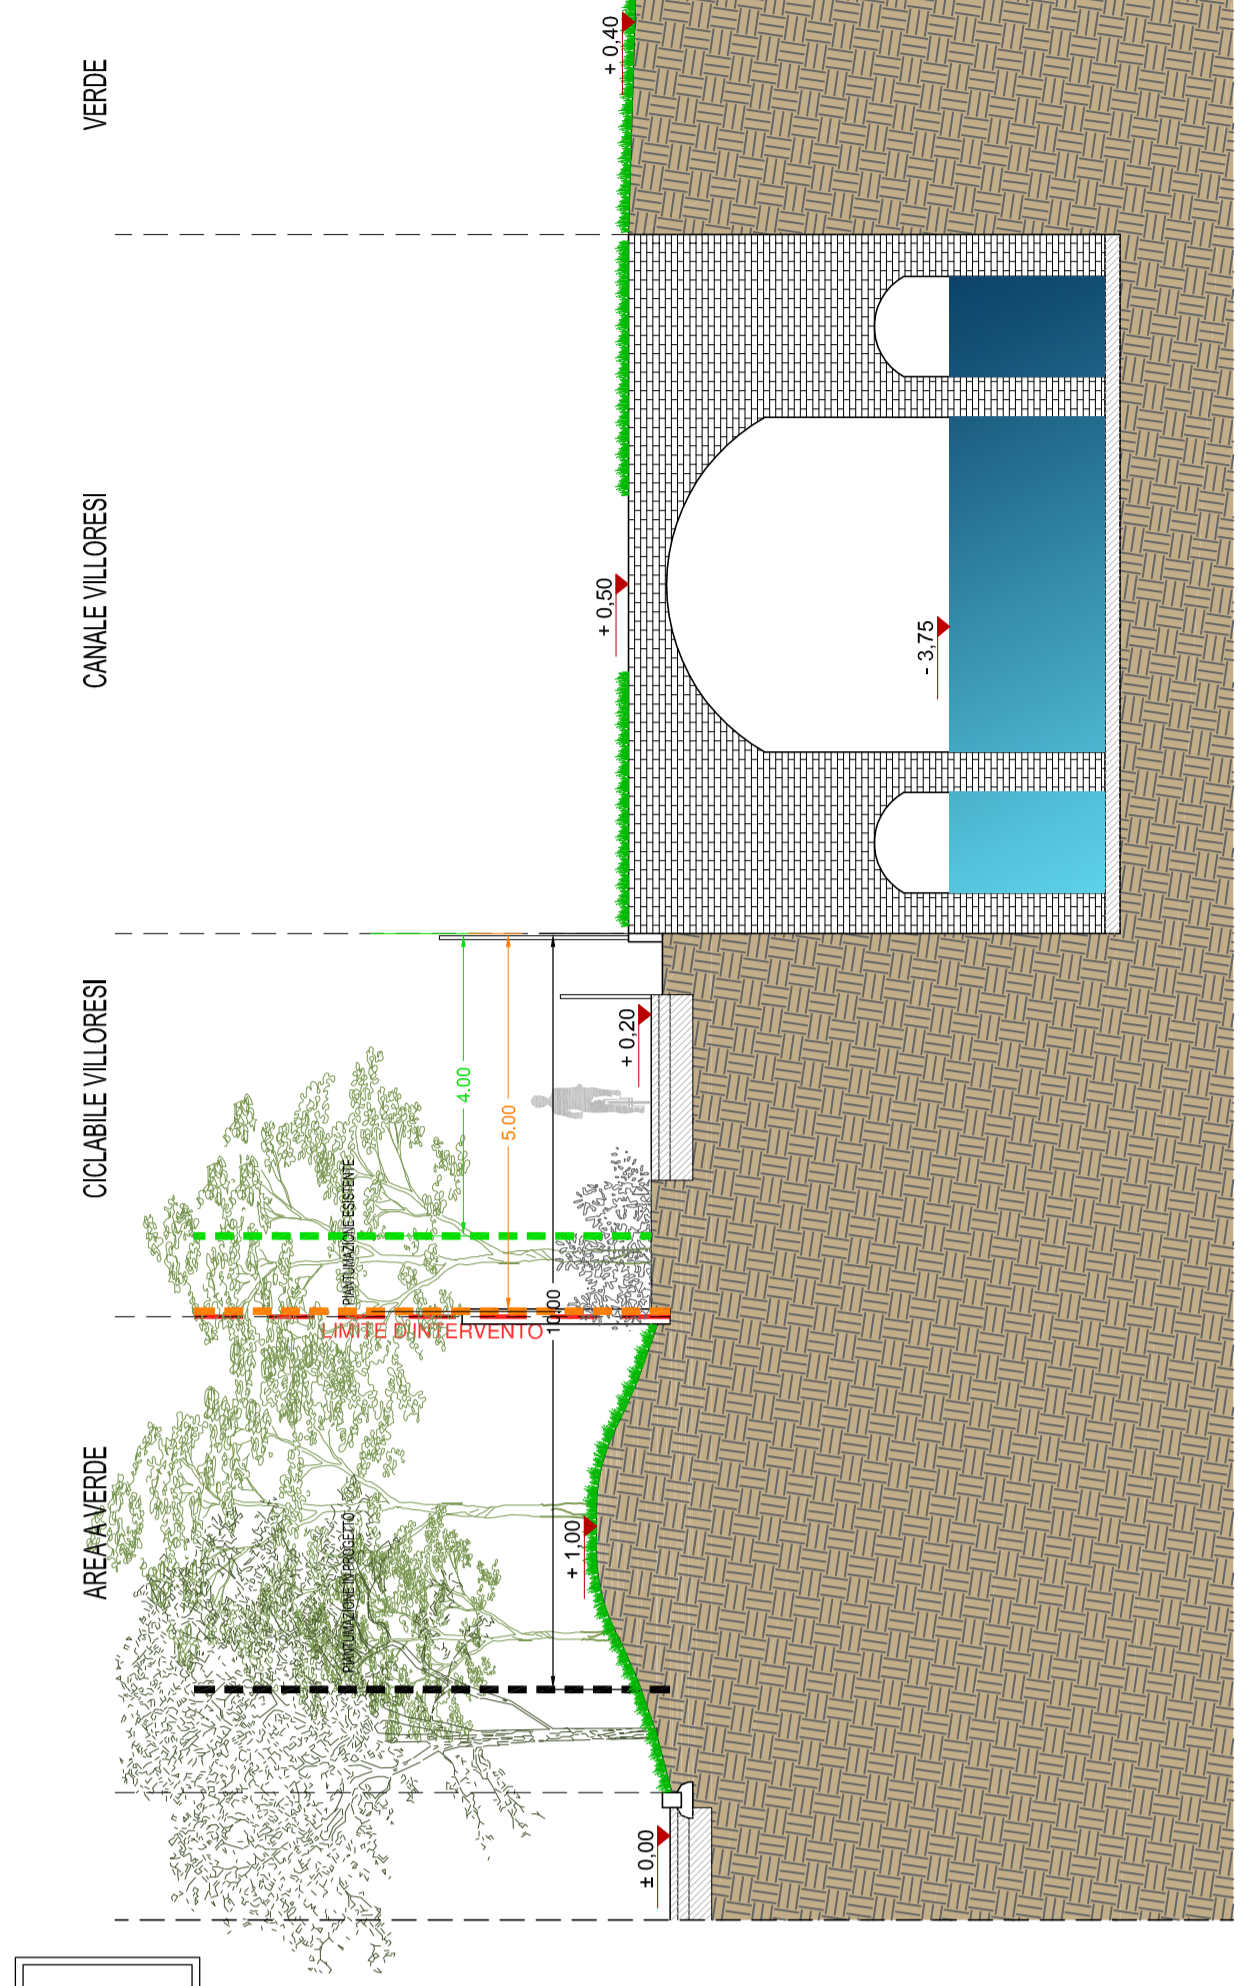 AREA A VERDE
CICLABILE VILLORESI
CANALE VILLORESI
VERDE
PIANTUMAZIONE IN PROGETTO
PIANTUMAZIONE ESISTENTE
LIMITE D'INTERVENTO
4.00
5.00
10.00
± 0,00
+ 1,00
+ 0,20
+ 0,50
- 3,75
+ 0,40